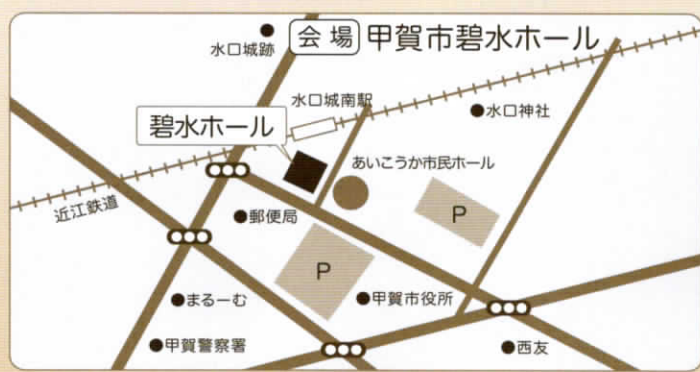 会場 甲賀市碧水ホール
水口城跡
水口城南駅
水口神社
碧水ホール
あいこうか市民ホール
近江鉄道
郵便局
P
P
まるーむ
甲賀市役所
甲賀警察署
西友